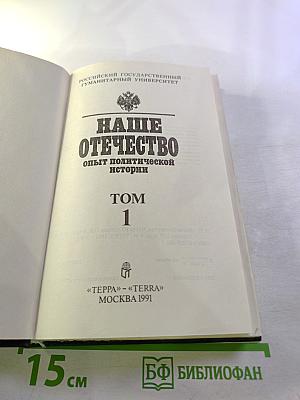 РОССИЙСКИЙ ГОСУДАРСТВЕННЫЙ
ГУМАНИТАРНЫЙ УНИВЕРСИТЕТ
НАШЕ
ОТЕЧЕСТВО
ОПЫТ ПОЛИТИЧЕСКОЙ
ИСТОРИИ
ТОМ
1
«ТЕРРА» – «TERRA»
МОСКВА 1991
15 СМ
БФ БИБЛИОФАН